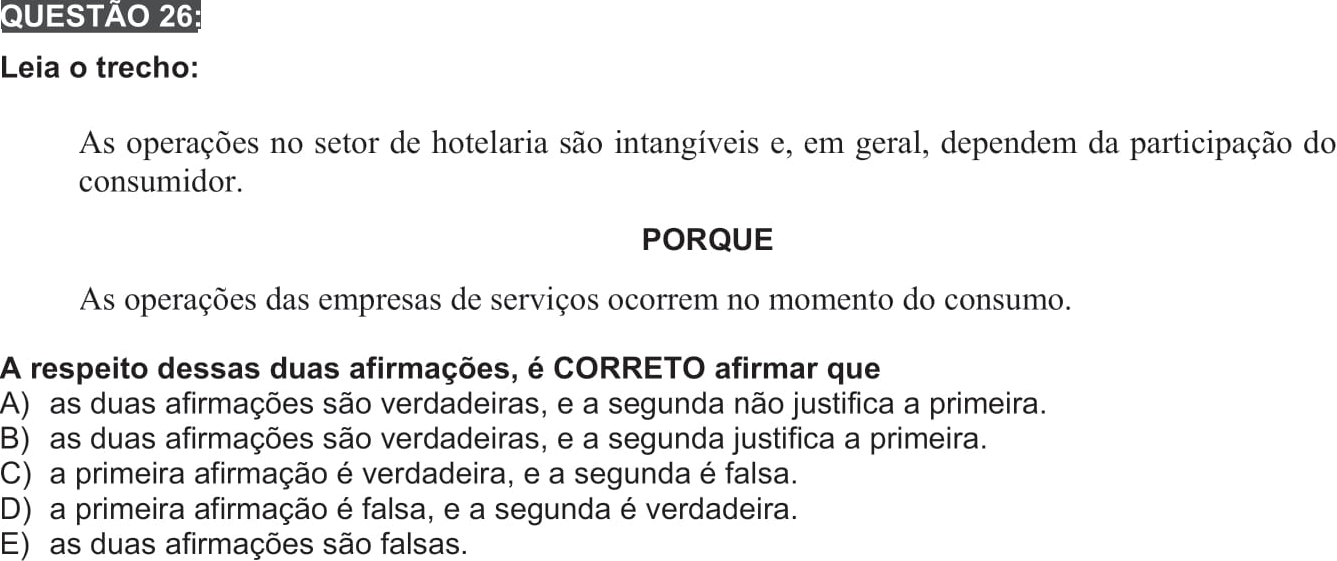 QUESTÃO 26:
Leia o trecho:
As operações no setor de hotelaria são intangíveis e, em geral, dependem da participação do
consumidor.
PORQUE
As operações das empresas de serviços ocorrem no momento do consumo.
A respeito dessas duas afirmações, é CORRETO afirmar que
A) as duas afirmações são verdadeiras, e a segunda não justifica a primeira.
B) as duas afirmações são verdadeiras, e a segunda justifica a primeira.
C) a primeira afirmação é verdadeira, e a segunda é falsa.
D) a primeira afirmação é falsa, e a segunda é verdadeira.
E) as duas afirmações são falsas.